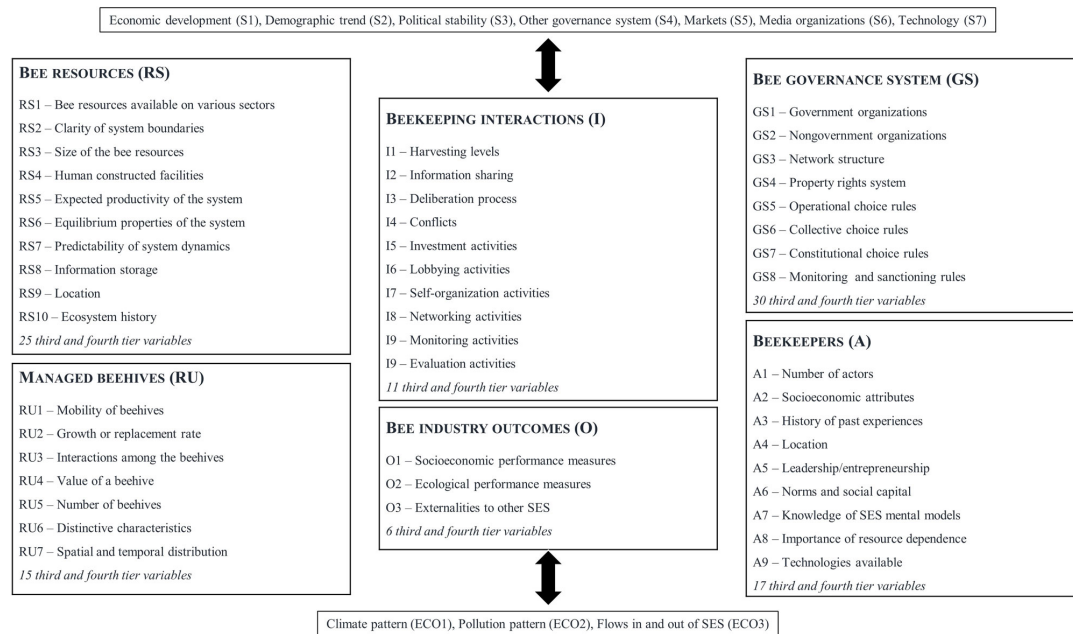 Economic development (S1), Demographic trend (S2), Political stability (S3), Other governance system (S4), Markets (S5), Media organizations (S6), Technology (S7)
BEE RESOURCES (RS)
RS1 – Bee resources available on various sectors
RS2 – Clarity of system boundaries
RS3 – Size of the bee resources
RS4 – Human constructed facilities
RS5 – Expected productivity of the system
RS6 – Equilibrium properties of the system
RS7 – Predictability of system dynamics
RS8 – Information storage
RS9 – Location
RS10 – Ecosystem history
25 third and fourth tier variables
MANAGED BEEHIVES (RU)
RU1 – Mobility of beehives
RU2 – Growth or replacement rate
RU3 – Interactions among the beehives
RU4 – Value of a beehive
RU5 – Number of beehives
RU6 – Distinctive characteristics
RU7 – Spatial and temporal distribution
15 third and fourth tier variables
BEEKEEPING INTERACTIONS (I)
I1 – Harvesting levels
I2 – Information sharing
I3 – Deliberation process
I4 – Conflicts
I5 – Investment activities
I6 – Lobbying activities
I7 – Self-organization activities
I8 – Networking activities
I9 – Monitoring activities
I9 – Evaluation activities
11 third and fourth tier variables
BEE INDUSTRY OUTCOMES (O)
O1 – Socioeconomic performance measures
O2 – Ecological performance measures
O3 – Externalities to other SES
6 third and fourth tier variables
BEE GOVERNANCE SYSTEM (GS)
GS1 – Government organizations
GS2 – Nongovernment organizations
GS3 – Network structure
GS4 – Property rights system
GS5 – Operational choice rules
GS6 – Collective choice rules
GS7 – Constitutional choice rules
GS8 – Monitoring and sanctioning rules
30 third and fourth tier variables
BEEKEEPERS (A)
A1 – Number of actors
A2 – Socioeconomic attributes
A3 – History of past experiences
A4 – Location
A5 – Leadership/entrepreneurship
A6 – Norms and social capital
A7 – Knowledge of SES mental models
A8 – Importance of resource dependence
A9 – Technologies available
17 third and fourth tier variables
Climate pattern (ECO1), Pollution pattern (ECO2), Flows in and out of SES (ECO3)